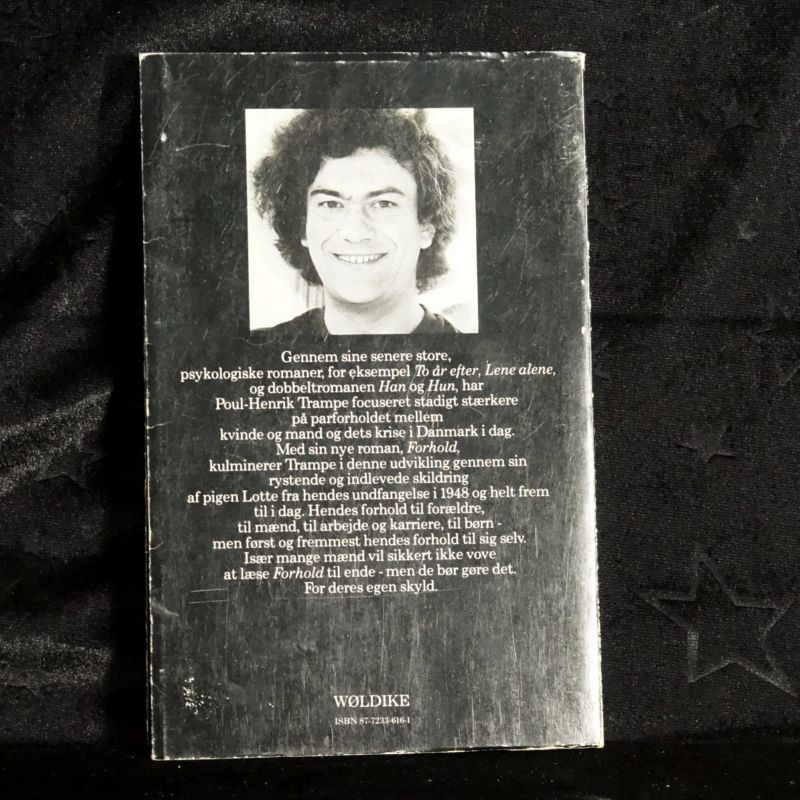 Gennem sine senere store,
psykologiske romaner, for eksempel To år efter, Lene alene,
og dobbeltromanen Han og Hun, har
Poul-Henrik Trampe focuseret stadigt stærkere
på parforholdet mellem
kvinde og mand og dets krise i Danmark i dag.
Med sin nye roman, Forhold,
kulminerer Trampe i denne udvikling gennem sin
rystende og indlevede skildring
af pigen Lotte fra hendes undfangelse i 1948 og helt frem
til i dag. Hendes forhold til forældre,
til mænd, til arbejde og karriere, til børn -
men først og fremmest hendes forhold til sig selv.
Især mange mænd vil sikkert ikke vove
at læse Forhold til ende - men de bør gøre det.
For deres egen skyld.
WØLDIKE
ISBN 87-7233-616-1